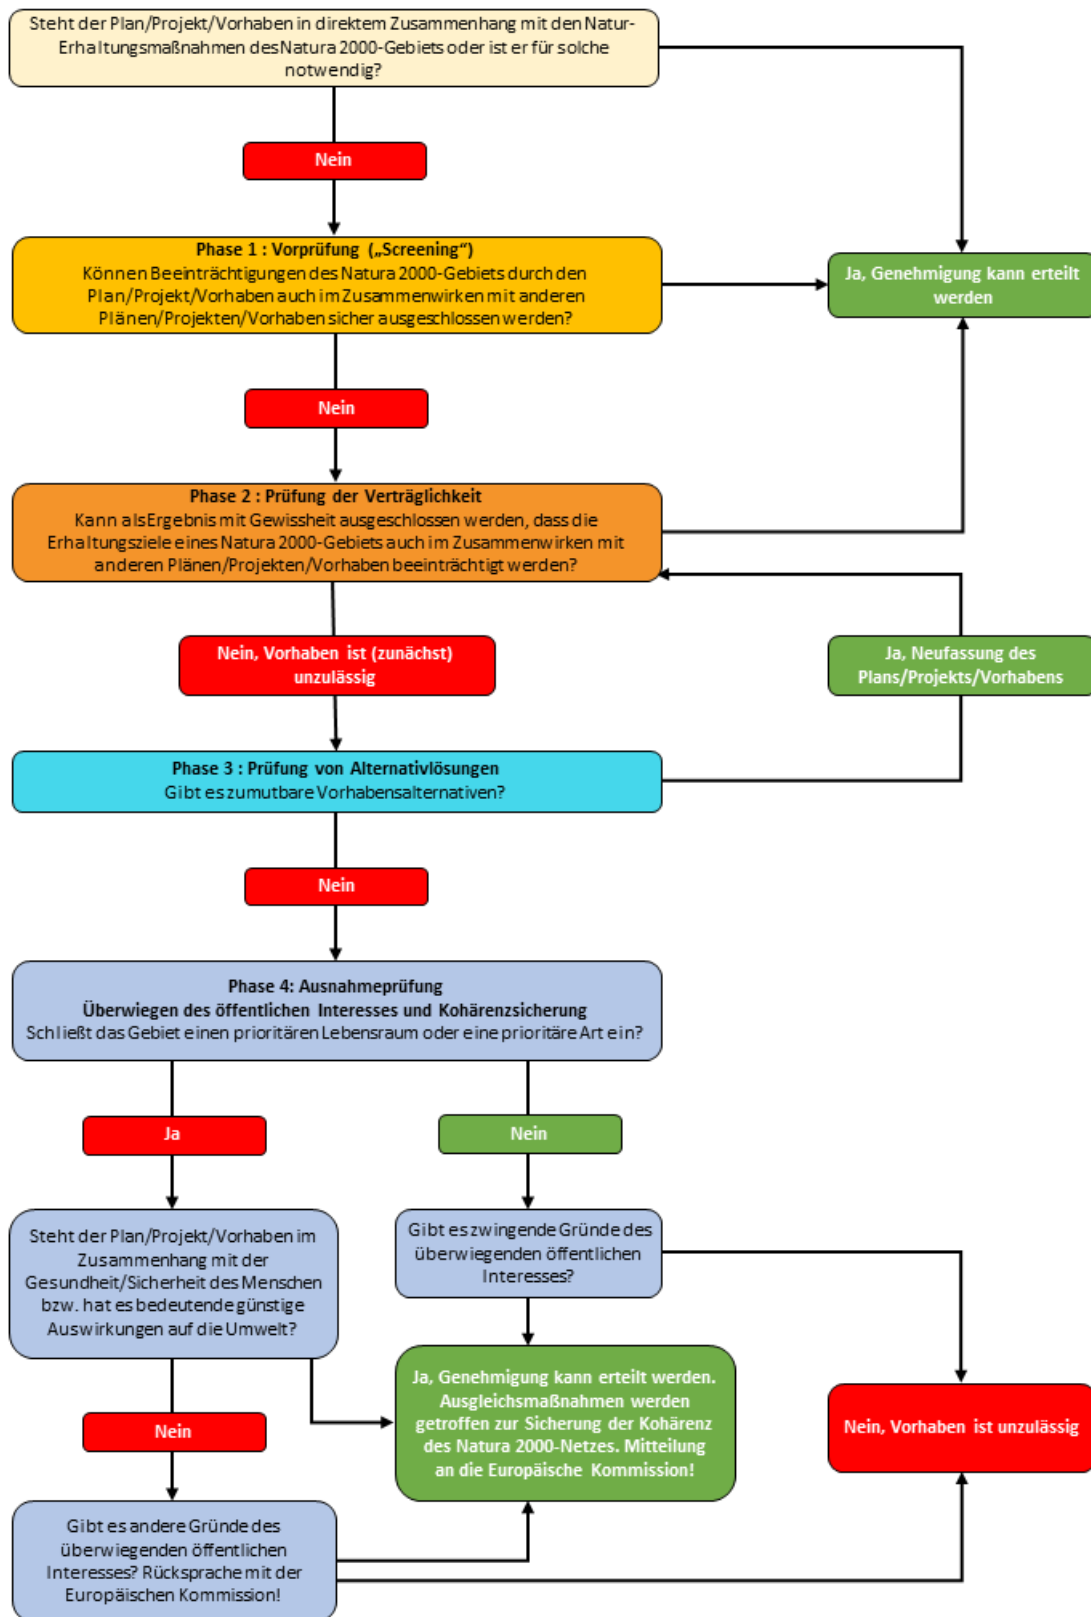 Steht der Plan/Projekt/Vorhaben in direktem Zusammenhang mit den Natur-
Erhaltungsmaßnahmen des Natura 2000-Gebiets oder ist er für solche
notwendig?
Nein
Phase 1 : Vorprüfung („Screening“)
Können Beeinträchtigungen des Natura 2000-Gebiets durch den
Plan/Projekt/Vorhaben auch im Zusammenwirken mit anderen
Plänen/Projekten/Vorhaben sicher ausgeschlossen werden?
Ja, Genehmigung kann erteilt
werden
Nein
Phase 2 : Prüfung der Verträglichkeit
Kann als Ergebnis mit Gewissheit ausgeschlossen werden, dass die
Erhaltungsziele eines Natura 2000-Gebiets auch im Zusammenwirken mit
anderen Plänen/Projekten/Vorhaben beeinträchtigt werden?
Nein, Vorhaben ist (zunächst)
unzulässig
Ja, Neufassung des
Plans/Projekts/Vorhabens
Phase 3 : Prüfung von Alternativlösungen
Gibt es zumutbare Vorhabensalternativen?
Nein
Phase 4: Ausnahmeprüfung
Überwiegen des öffentlichen Interesses und Kohärenzsicherung
Schließt das Gebiet einen prioritären Lebensraum oder eine prioritäre Art ein?
Ja
Nein
Steht der Plan/Projekt/Vorhaben im
Zusammenhang mit der
Gesundheit/Sicherheit des Menschen
bzw. hat es bedeutende günstige
Auswirkungen auf die Umwelt?
Gibt es zwingende Gründe des
überwiegenden öffentlichen
Interesses?
Nein
Ja, Genehmigung kann erteilt werden.
Ausgleichsmaßnahmen werden
getroffen zur Sicherung der Kohärenz
des Natura 2000-Netzes. Mitteilung
an die Europäische Kommission!
Nein, Vorhaben ist unzulässig
Gibt es andere Gründe des
überwiegenden öffentlichen
Interesses? Rücksprache mit der
Europäischen Kommission!